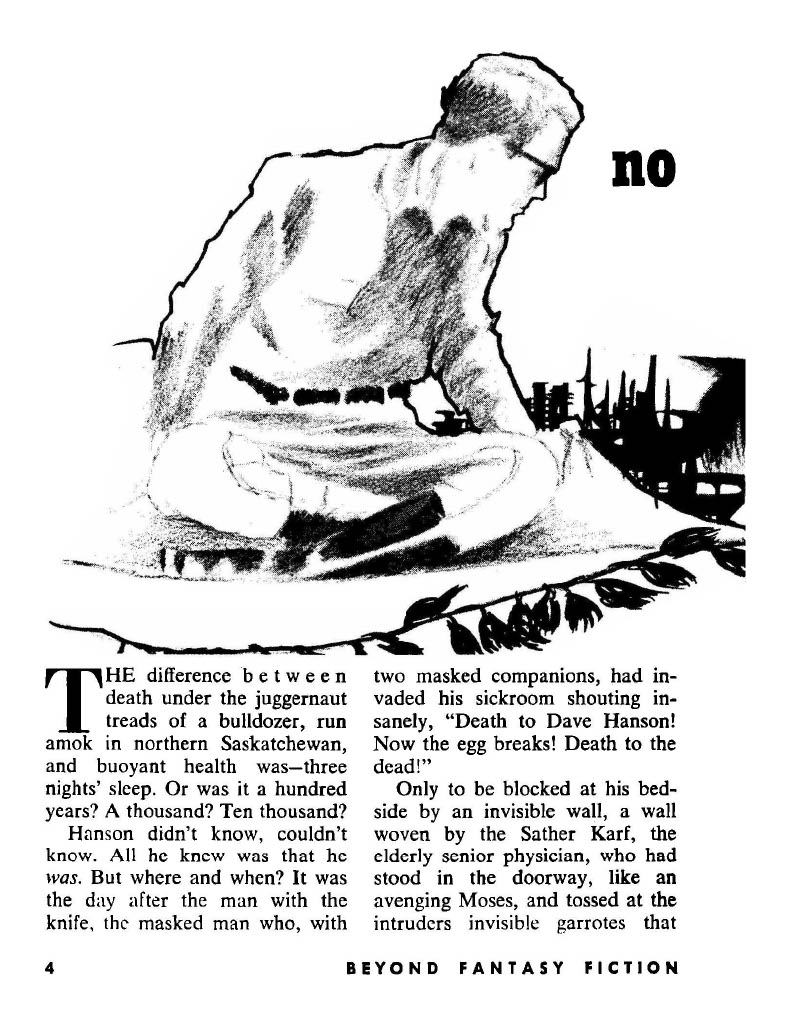 no
THE difference between
death under the juggernaut
treads of a bulldozer, run
amok in northern Saskatchewan,
and buoyant health was—three
nights' sleep. Or was it a hundred
years? A thousand? Ten thousand?
Hanson didn't know, couldn't
know. All he knew was that he
was. But where and when? It was
the day after the man with the
knife, the masked man who, with
two masked companions, had in-
vaded his sickroom shouting in-
sanely, “Death to Dave Hanson!
Now the egg breaks! Death to the
dead!”
Only to be blocked at his bed-
side by an invisible wall, a wall
woven by the Sather Karf, the
elderly senior physician, who had
stood in the doorway, like an
avenging Moses, and tossed at the
intruders invisible garrotes that
4
BEYOND FANTASY FICTION